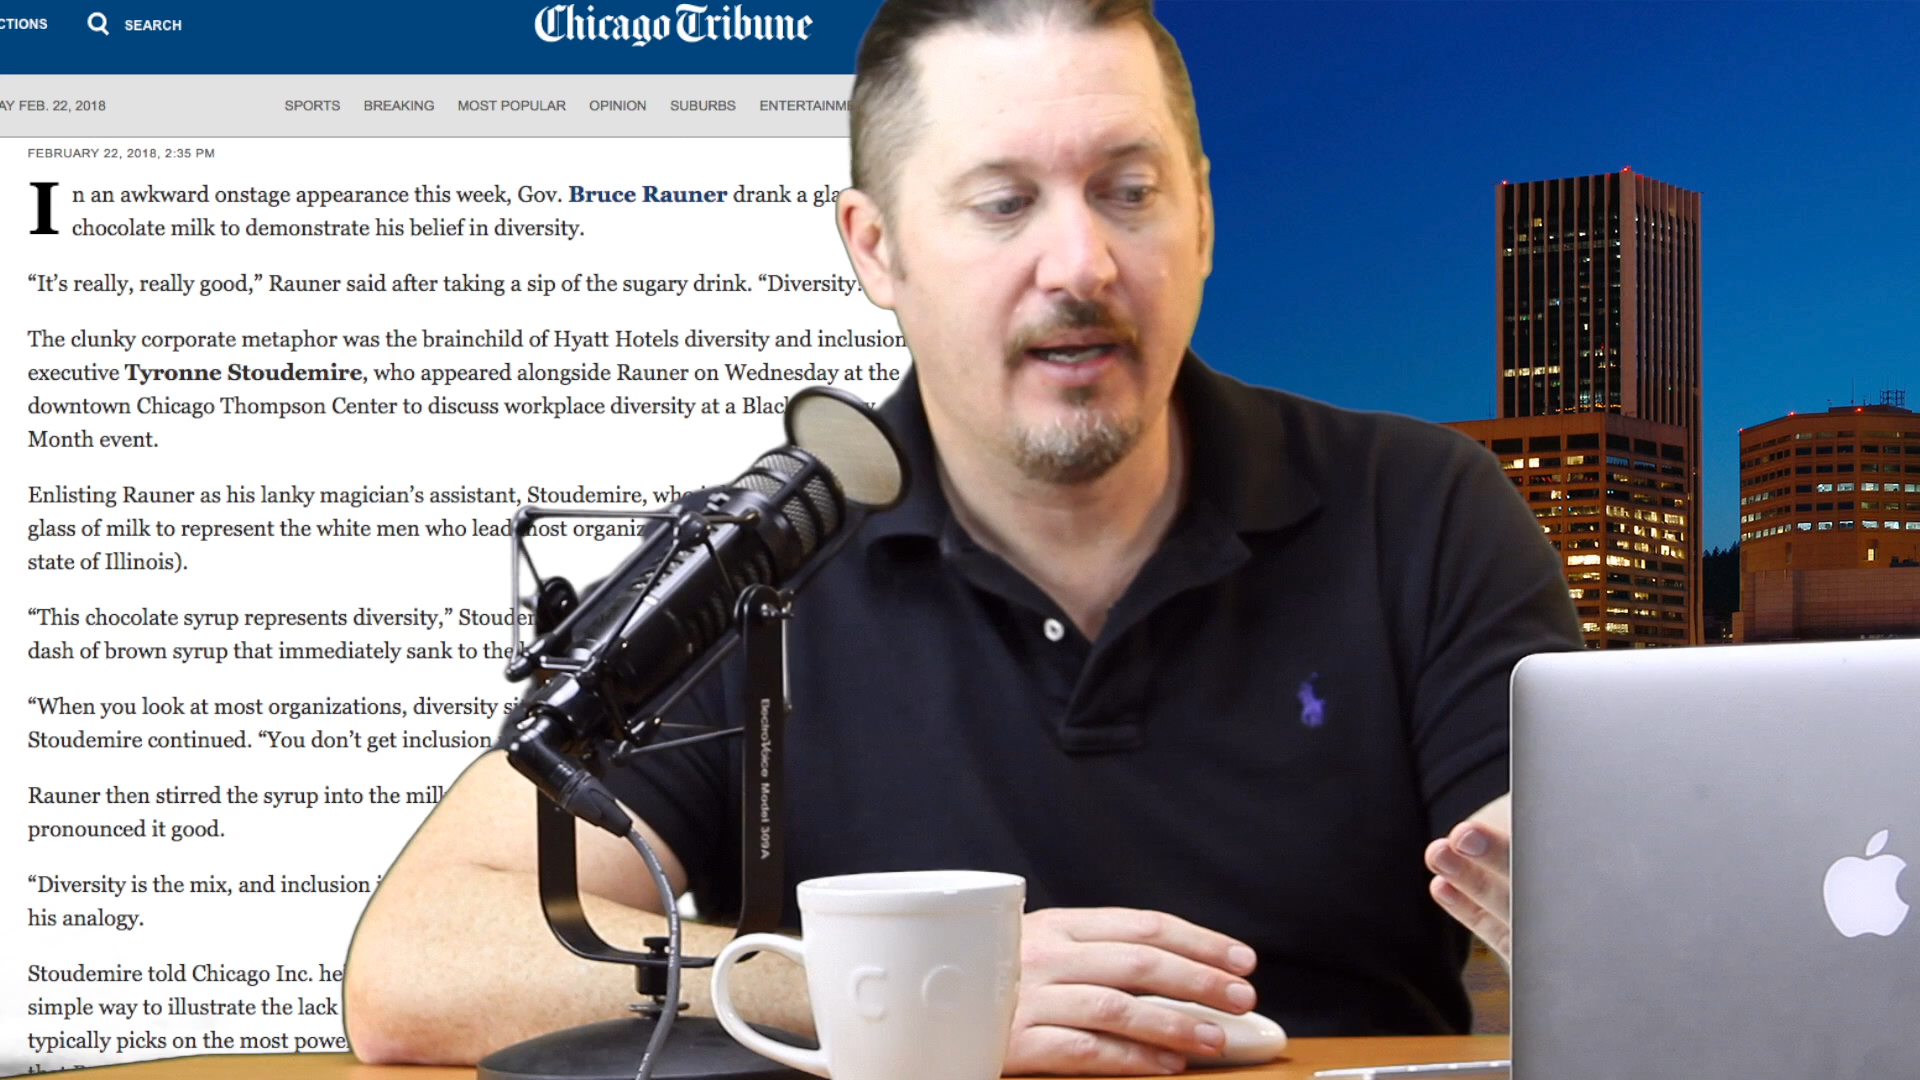 CTIONS
SEARCH
Chicago Tribune
AY FEB. 22, 2018
SPORTS
BREAKING
MOST POPULAR
OPINION
SUBURBS
FEBRUARY 22, 2018, 2:35 PM
In an awkward onstage appearance this week, Gov. Bruce Rauner drank a
chocolate milk to demonstrate his belief in diversity.
“It’s really, really good,” Rauner said after taking a sip of the sugary drink. “Diversity!
The clunky corporate metaphor was the brainchild of Hyatt Hotels diversity and inclusion
executive Tyronne Stoudemire, who appeared alongside Rauner on Wednesday at the
downtown Chicago Thompson Center to discuss workplace diversity at a
Month event.
Enlisting Rauner as his lanky magician’s assistant, Stoudemire,
glass of milk to represent the white men who lead most
state of Illinois).
“This chocolate syrup represents diversity,”
dash of brown syrup that immediately sank to the
“When you look at most organizations, diversity
Stoudemire continued. “You don’t get inclusion
Rauner then stirred the syrup into the
pronounced it good.
“Diversity is the mix, and inclusion
his analogy.
Stoudemire told Chicago Inc. he
simple way to illustrate the lack
typically picks on the most
ElectroVoice Model 309A